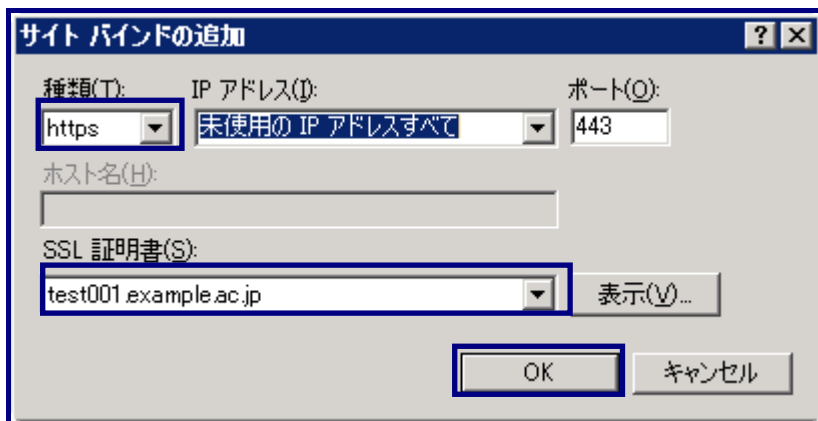 サイト バインドの追加
種類(T): IP アドレス(I): ポート(O):
https 未使用の IP アドレスすべて 443
ホスト名(H):
SSL 証明書(S):
test001.example.ac.jp 表示(V)...
OK キャンセル